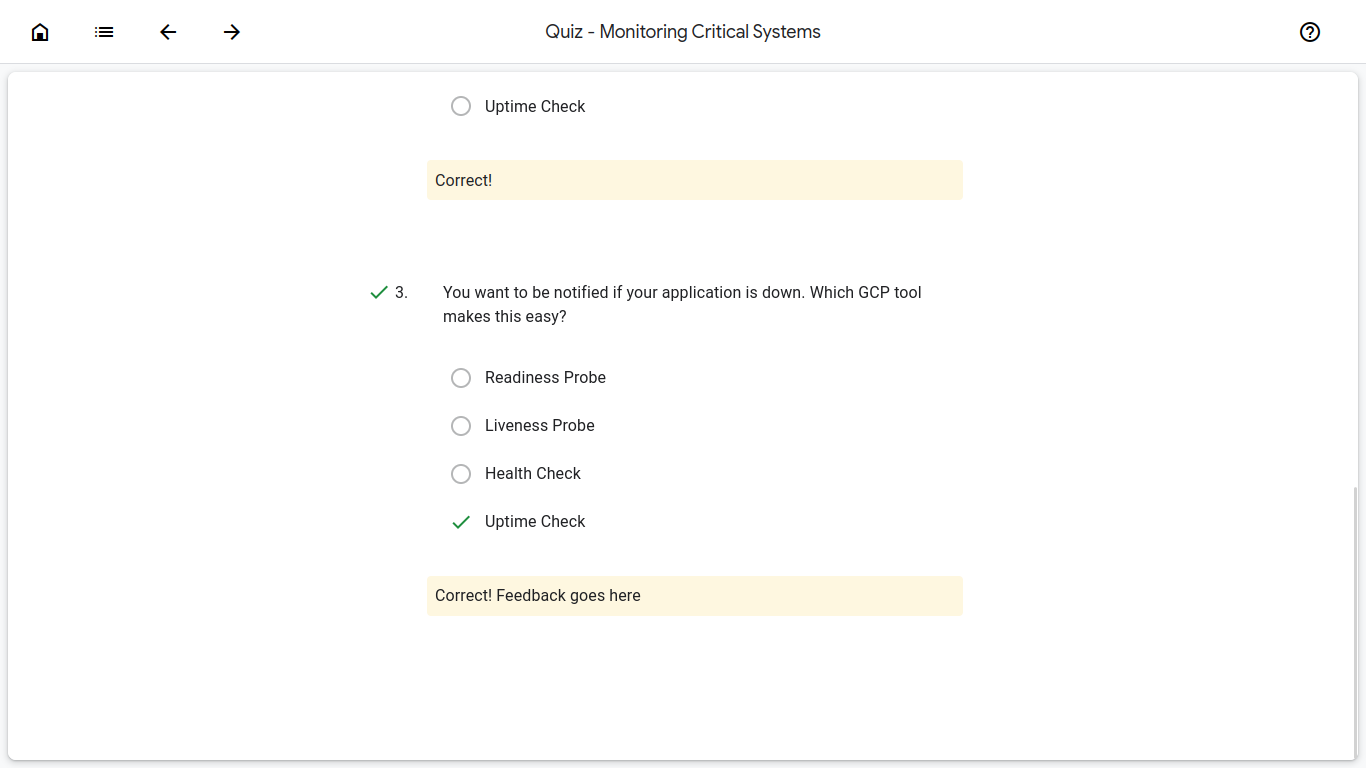 Quiz - Monitoring Critical Systems
Uptime Check
Correct!
3.
You want to be notified if your application is down. Which GCP tool
makes this easy?
Readiness Probe
Liveness Probe
Health Check
Uptime Check
Correct! Feedback goes here